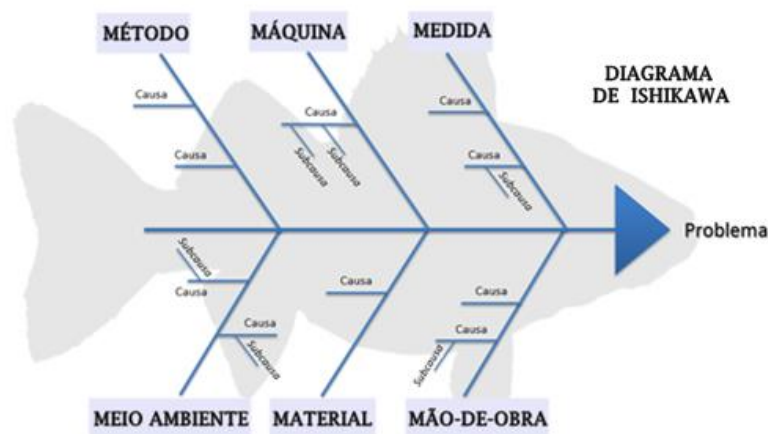 MÉTODO
MÁQUINA
MEDIDA
DIAGRAMA
DE ISHIKAWA
Causa
Causa
Causa
Subcausa
Subcausa
Causa
Causa
Subcausa
Problema
Subcausa
Causa
Causa
Subcausa
Causa
Causa
Causa
Subcausa
MEIO AMBIENTE
MATERIAL
MÃO-DE-OBRA